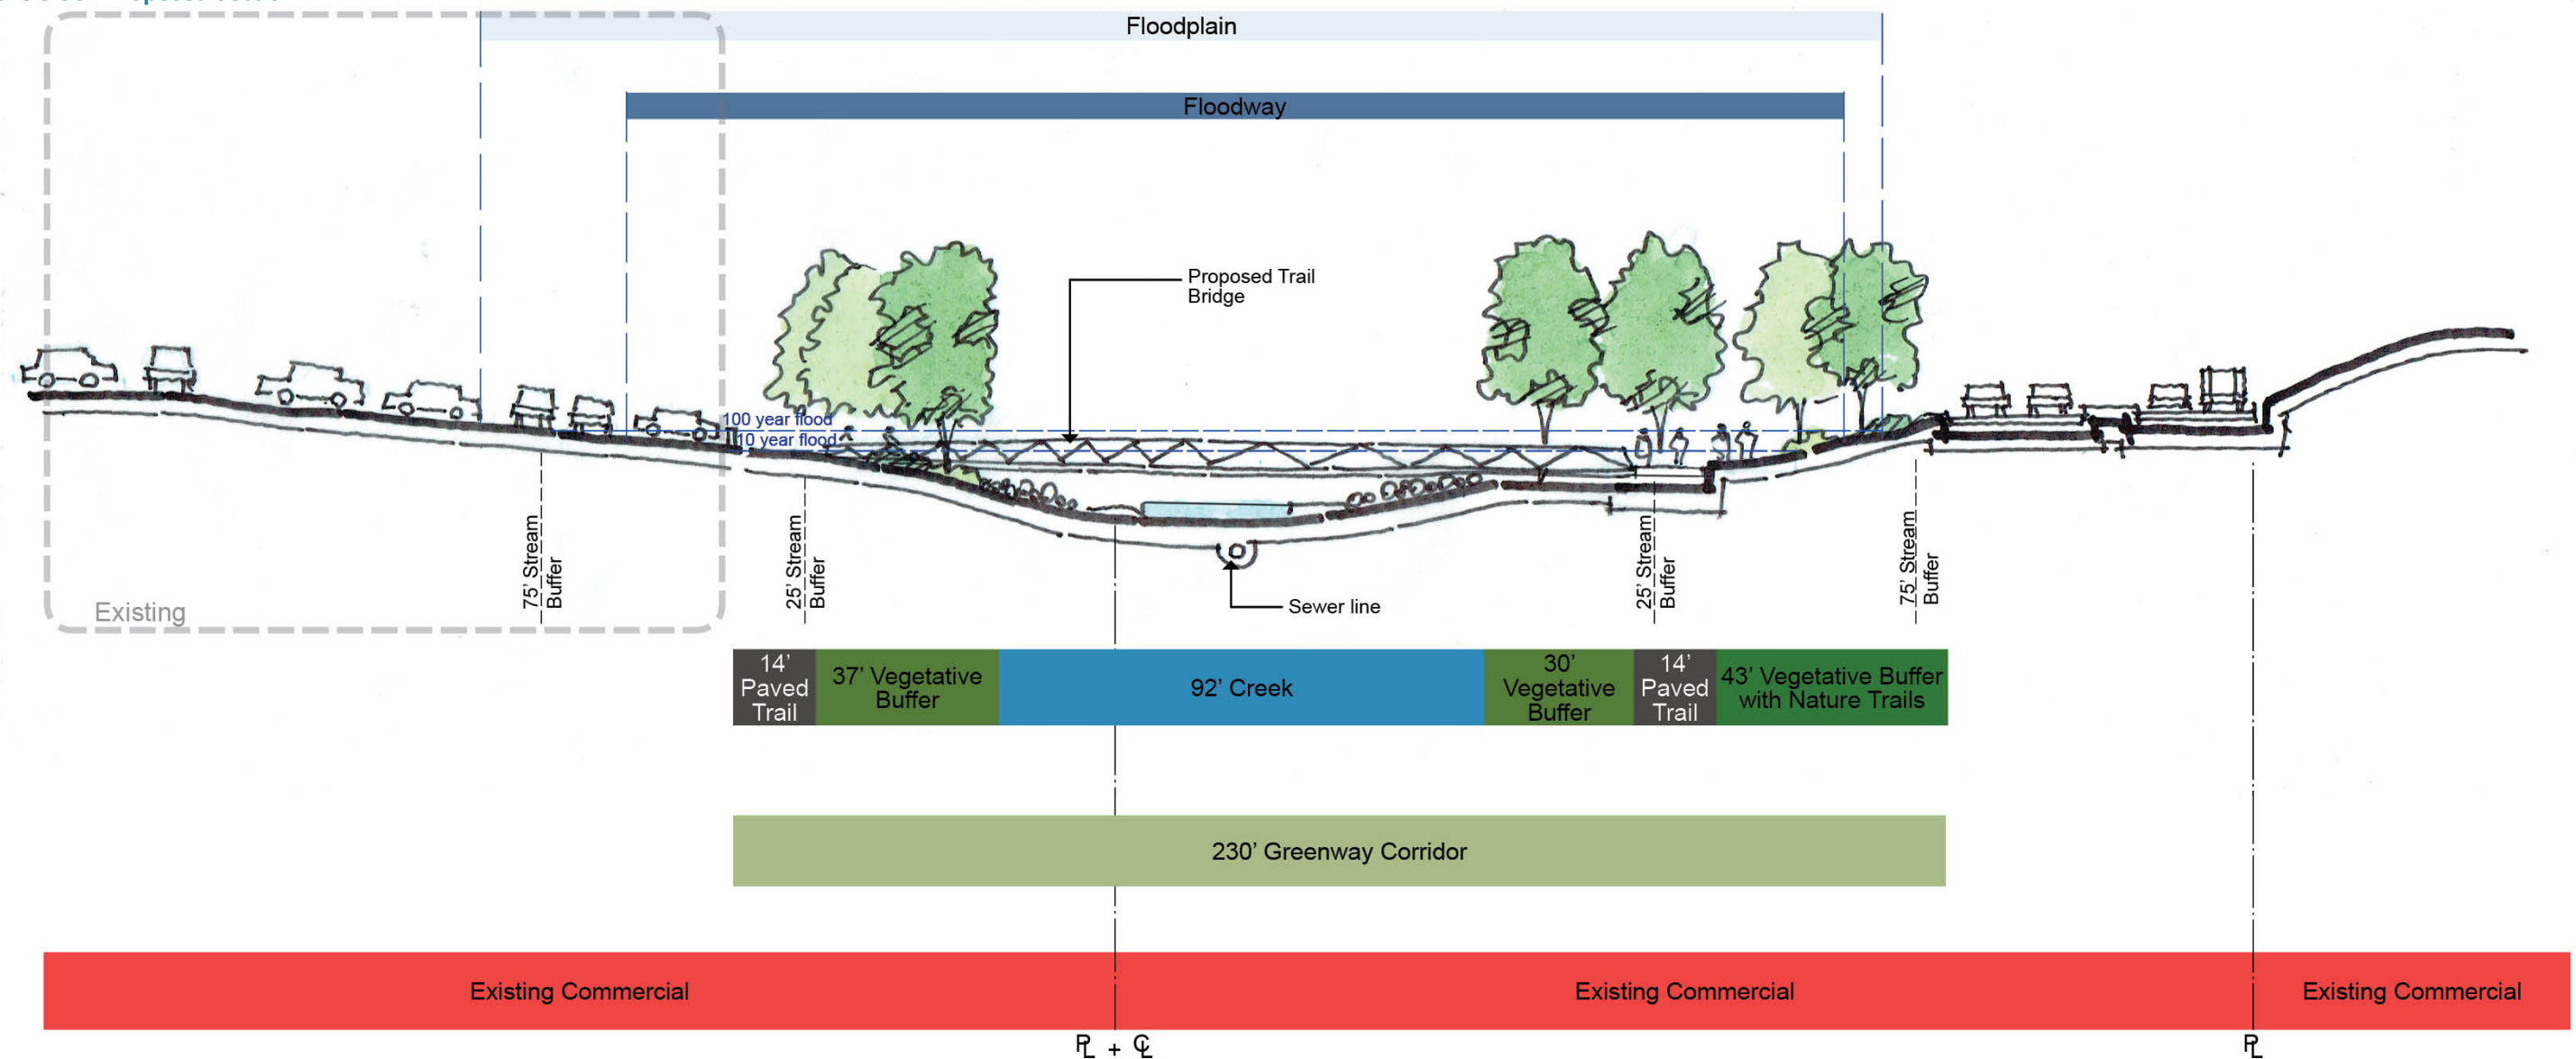 Floodplain
Floodway
Proposed Trail
Bridge
100 year flood
10 year flood
75’ Stream
Buffer
25’ Stream
Buffer
25’ Stream
Buffer
75’ Stream
Buffer
Existing
Sewer line
14’
Paved
Trail
37’ Vegetative
Buffer
92’ Creek
30’
Vegetative
Buffer
14’
Paved
Trail
43’ Vegetative Buffer
with Nature Trails
230’ Greenway Corridor
Existing Commercial
Existing Commercial
Existing Commercial
PL + CL
PL